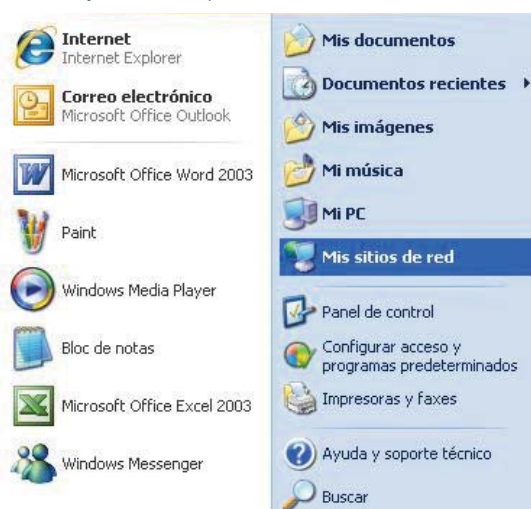 Internet
Internet Explorer
Correo electrónico
Microsoft Office Outlook
Microsoft Office Word 2003
Paint
Windows Media Player
Bloc de notas
Microsoft Office Excel 2003
Windows Messenger
Mis documentos
Documentos recientes
Mis imágenes
Mi música
Mi PC
Mis sitios de red
Panel de control
Configurar acceso y
programas predeterminados
Impresoras y faxes
Ayuda y soporte técnico
Buscar